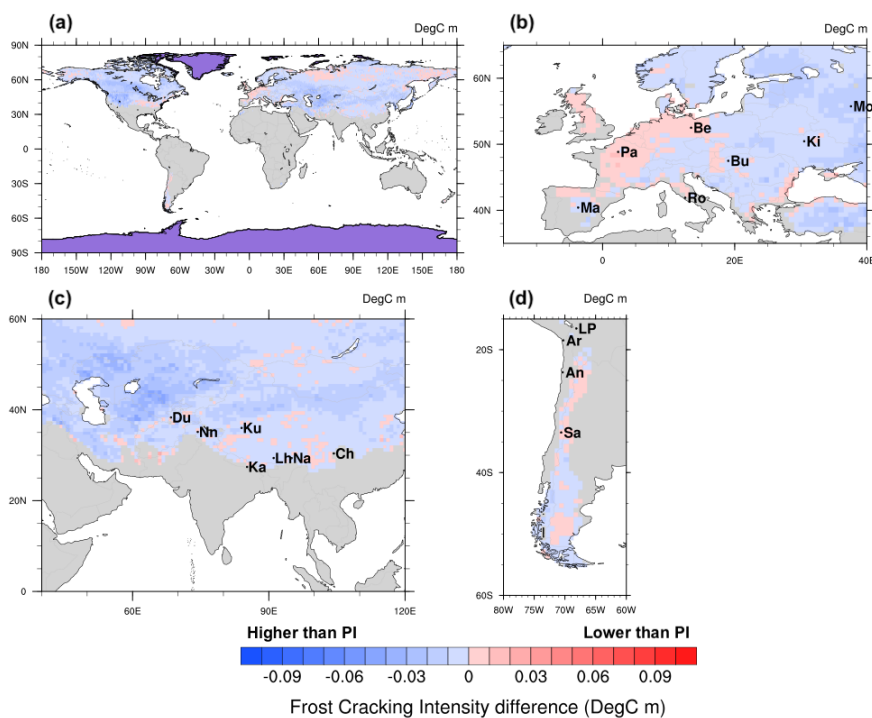 (a)
DegC m
90N
60N
30N
0
30S
60S
90S
180 150W 120W 90W 60W 30W 0 30E 60E 90E 120E 150E 180
(b)
DegC m
60N
50N
40N
0 20E 40E
Mo
Be
Ki
Pa
Bu
Ro
Ma
(c)
DegC m
60N
40N
20N
0
60E 90E 120E
Du
Nn
Ku
Ka
Lh Na
Ch
(d)
DegC m
20S
40S
60S
80W 75W 70W 65W 60W
LP
Ar
An
Sa
Higher than PI Lower than PI
-0.09 -0.06 -0.03 0 0.03 0.06 0.09
Frost Cracking Intensity difference (DegC m)